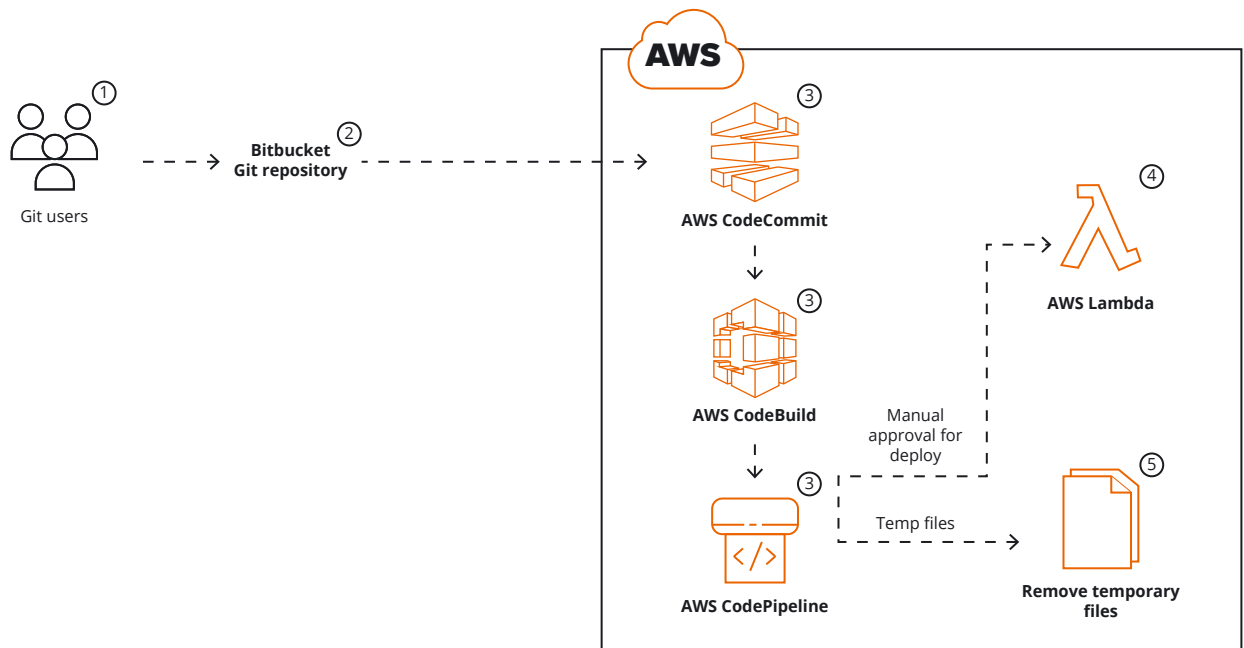 AWS
1
Git users
2
Bitbucket
Git repository
3
AWS CodeCommit
3
AWS CodeBuild
3
</>
AWS CodePipeline
Manual
approval for
deploy
4
AWS Lambda
Temp files
5
Remove temporary
files